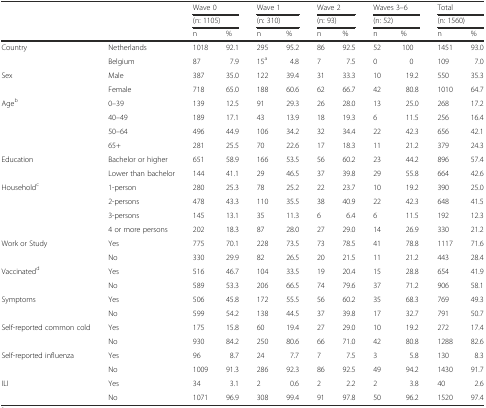 Wave 0 Wave 1 Wave 2 Waves 3–6 Total
(n: 1105) (n: 310) (n: 93) (n: 52) (n: 1560)
n % n % n % n % n %
Country Netherlands 1018 92.1 295 95.2 86 92.5 52 100 1451 93.0
Belgium 87 7.9 15a 4.8 7 7.5 0 0 109 7.0
Sex Male 387 35.0 122 39.4 31 33.3 10 19.2 550 35.3
Female 718 65.0 188 60.6 62 66.7 42 80.8 1010 64.7
Ageb 0–39 139 12.5 91 29.3 26 28.0 13 25.0 268 17.2
40–49 189 17.1 43 13.9 18 19.3 6 11.5 256 16.4
50–64 496 44.9 106 34.2 32 34.4 22 42.3 656 42.1
65+ 281 25.5 70 22.6 17 18.3 11 21.2 379 24.3
Education Bachelor or higher 651 58.9 166 53.5 56 60.2 23 44.2 896 57.4
Lower than bachelor 144 41.1 29 46.5 37 39.8 29 55.8 664 42.6
Householdc 1-person 280 25.3 78 25.2 22 23.7 10 19.2 390 25.0
2-persons 478 43.3 110 35.5 38 40.9 22 42.3 648 41.5
3-persons 145 13.1 35 11.3 6 6.4 6 11.5 192 12.3
4 or more persons 202 18.3 87 28.0 27 29.0 14 26.9 330 21.2
Work or Study Yes 775 70.1 228 73.5 73 78.5 41 78.8 1117 71.6
No 330 29.9 82 26.5 20 21.5 11 21.2 443 28.4
Vaccinatedd Yes 516 46.7 104 33.5 19 20.4 15 28.8 654 41.9
No 589 53.3 206 66.5 74 79.6 37 71.2 906 58.1
Symptoms Yes 506 45.8 172 55.5 56 60.2 35 68.3 769 49.3
No 599 54.2 138 44.5 37 39.8 17 32.7 791 50.7
Self-reported common cold Yes 175 15.8 60 19.4 27 29.0 10 19.2 272 17.4
No 930 84.2 250 80.6 66 71.0 42 80.8 1288 82.6
Self-reported influenza Yes 96 8.7 24 7.7 7 7.5 3 5.8 130 8.3
No 1009 91.3 286 92.3 86 92.5 49 94.2 1430 91.7
ILI Yes 34 3.1 2 0.6 2 2.2 2 3.8 40 2.6
No 1071 96.9 308 99.4 91 97.8 50 96.2 1520 97.4